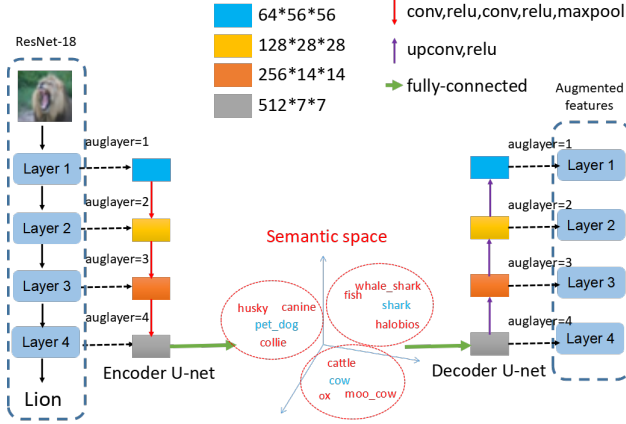 64*56*56
128*28*28
256*14*14
512*7*7
conv,relu,conv,relu,maxpool
upconv,relu
fully-connected
ResNet-18
Layer 1
Layer 2
Layer 3
Layer 4
Lion
auglayer=1
auglayer=2
auglayer=3
auglayer=4
Encoder U-net
Semantic space
husky
canine
pet_dog
collie
whale_shark
fish
shark
halobios
cattle
cow
ox
moo_cow
Decoder U-net
auglayer=1
auglayer=2
auglayer=3
auglayer=4
Augmented
features
Layer 1
Layer 2
Layer 3
Layer 4